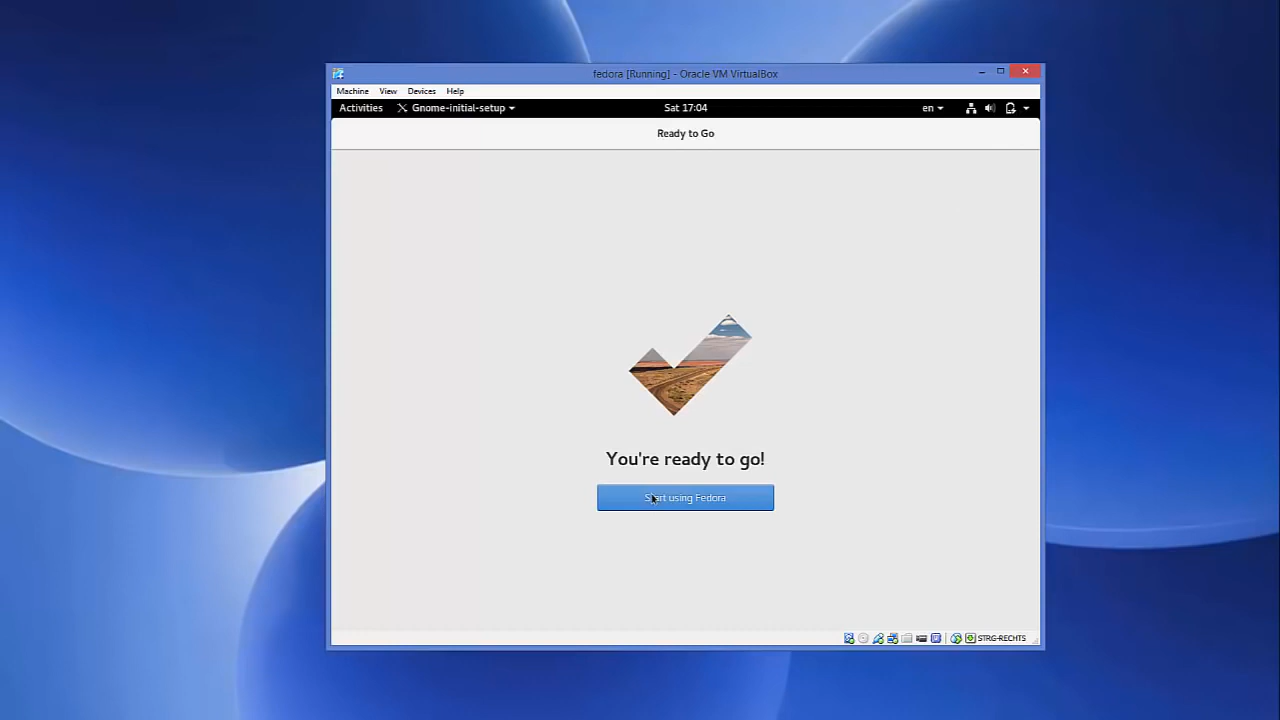 fedora [Running] - Oracle VM VirtualBox
Machine View Devices Help
Activities Gnome-initial-setup Sat 17:04 en
Ready to Go
You're ready to go!
Start using Fedora
STRG-RECHTS